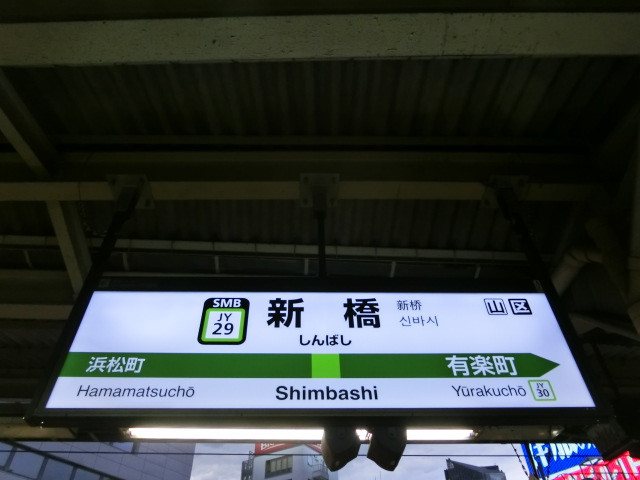 SMB
JY
29
新橋
新桥
신바시
しんばし
山区
浜松町
有楽町
Hamamatsuchō
Shimbashi
Yūrakuchō
JY
30